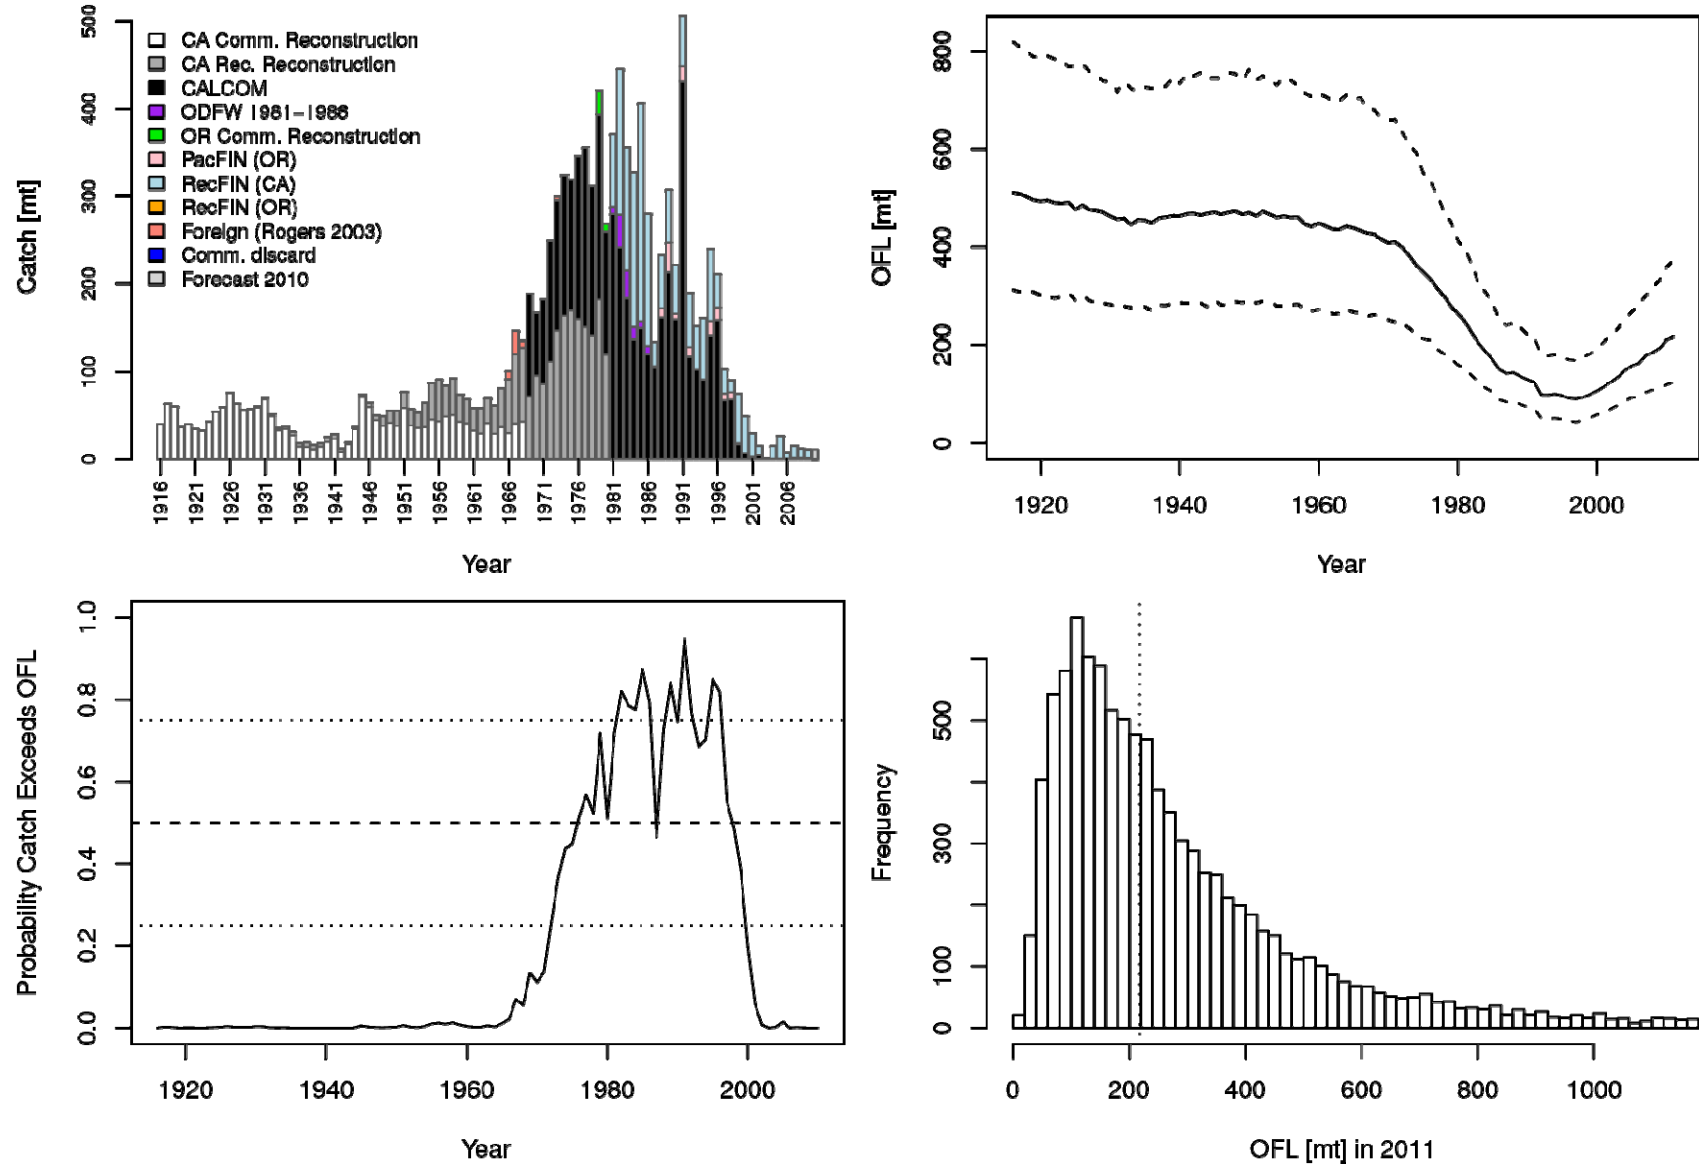 Catch [mt]
0 100 200 300 400 500
CA Comm. Reconstruction
CA Rec. Reconstruction
CALCOM
ODFW 1981–1986
OR Comm. Reconstruction
PacFIN (OR)
RecFIN (CA)
RecFIN (OR)
Foreign (Rogers 2003)
Comm. discard
Forecast 2010
1916 1921 1926 1931 1936 1941 1946 1951 1956 1961 1966 1971 1976 1981 1986 1991 1996 2001 2006
Year
OFL [mt]
0 200 400 600 800
1920 1940 1960 1980 2000
Year
Probability Catch Exceeds OFL
0.0 0.2 0.4 0.6 0.8 1.0
1920 1940 1960 1980 2000
Year
Frequency
0 100 300 500
0 200 400 600 800 1000
OFL [mt] in 2011